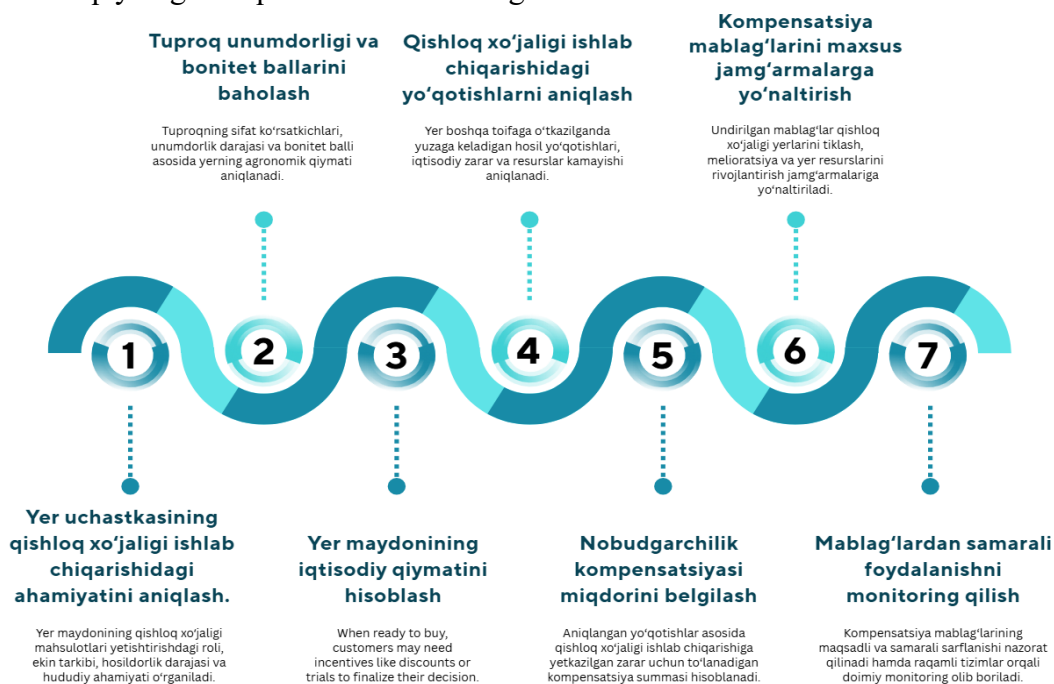 Tuproq unumdorligi va
bonitet ballarini
baholash
Tuproqning sifat ko‘rsatkichlari,
unumdorlik darajasi va bonitet balli
asosida yerning agronomik qiymati
aniqlanadi.
Qishloq xo‘jaligi ishlab
chiqarishidagi
yo‘qotishlarni aniqlash
Yer boshqa toifaga o‘tkazilganda
yuzaga keladigan hosil yo‘qotishlari,
iqtisodiy zarar va resurslar kamayishi
aniqlanadi.
Kompensatsiya
mablag‘larini maxsus
jamg‘armalarga
yo‘naltirish
Undirilgan mablag‘lar qishloq
xo‘jaligi yerlarini tiklash,
melioratsiya va yer resurslarini
rivojlantirish jamg‘armalariga
yo‘naltiriladi.
1
2
3
4
5
6
7
Yer uchastkasining
qishloq xo‘jaligi ishlab
chiqarishidagi
ahamiyatini aniqlash.
Yer maydonining qishloq xo‘jaligi
mahsulotlari yetishtirishdagi roli,
ekin tarkibi, hosildorlik darajasi va
hududiy ahamiyati o‘rganiladi.
Yer maydonining
iqtisodiy qiymatini
hisoblash
When ready to buy,
customers may need
incentives like discounts or
trials to finalize their decision.
Nobudgarchilik
kompensatsiyasi
miqdorini belgilash
Aniqlangan yo‘qotishlar asosida
qishloq xo‘jaligi ishlab chiqarishiga
yetkazilgan zarar uchun to‘lanadigan
kompensatsiya summasi hisoblanadi.
Mablag‘lardan samarali
foydalanishni
monitoring qilish
Kompensatsiya mablag‘larining
maqsadli va samarali sarflanishi nazorat
qilinadi hamda raqamli tizimlar orqali
doimiy monitoring olib boriladi.